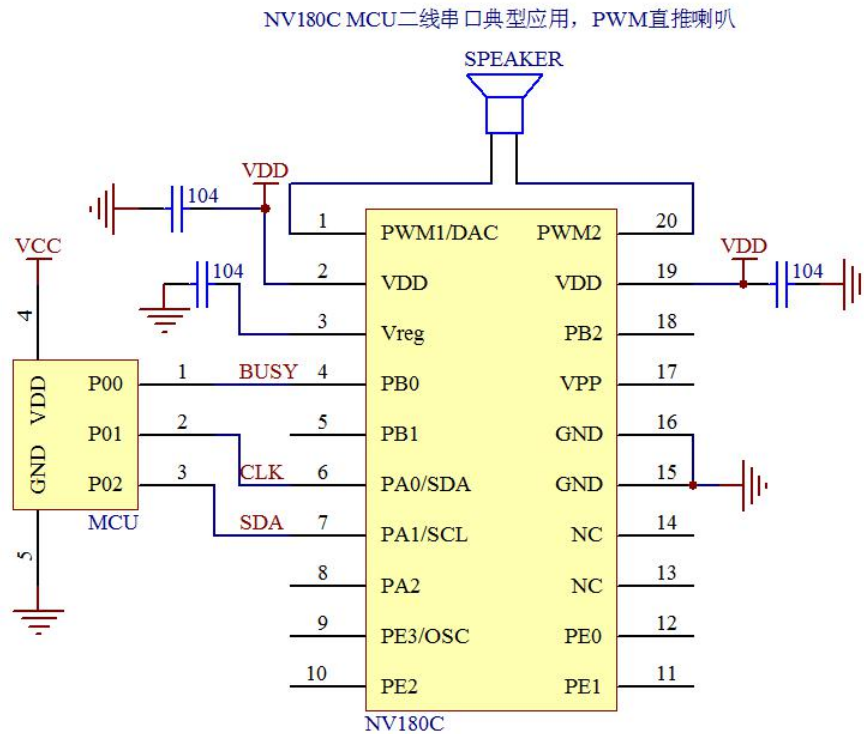 NV180C MCU二线串口典型应用，PWM直推喇叭
SPEAKER
104
VDD
1
PWM1/DAC
PWM2
20
VCC
104
2
VDD
VDD
19
VDD
104
4
3
Vreg
PB2
18
P00
1
BUSY
4
PB0
VPP
17
VDD
P01
2
5
PB1
GND
16
GND
P02
3
CLK
6
PA0/SDA
GND
15
MCU
SDA
7
PA1/SCL
NC
14
5
8
PA2
NC
13
9
PE3/OSC
PE0
12
10
PE2
PE1
11
NV180C